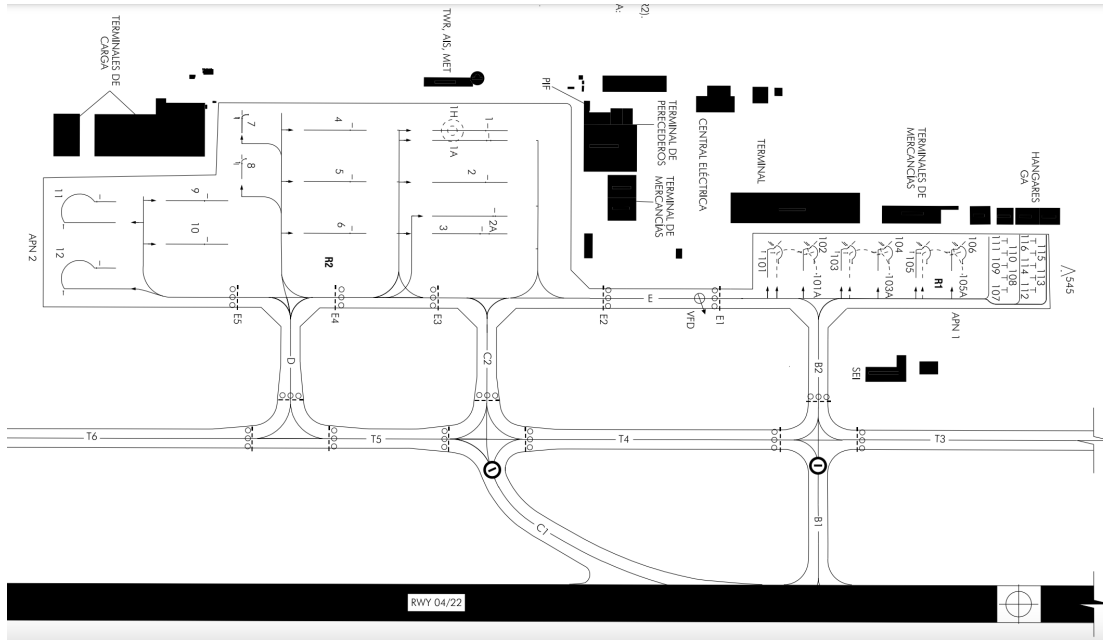 22).
A:
TERMINALES DE
CARGA
TWR, AIS, MET
PIF
TERMINAL DE
PERECEDEROS
TERMINAL DE
MERCANCÍAS
CENTRAL ELÉCTRICA
TERMINAL
TERMINALES DE
MERCANCÍAS
HANGARES
GA
7
8
4
5
6
1H
1
1A
2
2A
3
R2
11
12
9
10
APN 2
101
102
101A
103
104
103A
105
106
105A
R1
111 109 107
110 108
116 114 112
115 113
545
APN 1
E5
E4
E3
E2
E
E1
VFD
SEI
D
C2
B2
T6
T5
T4
T3
C1
B1
RWY 04/22